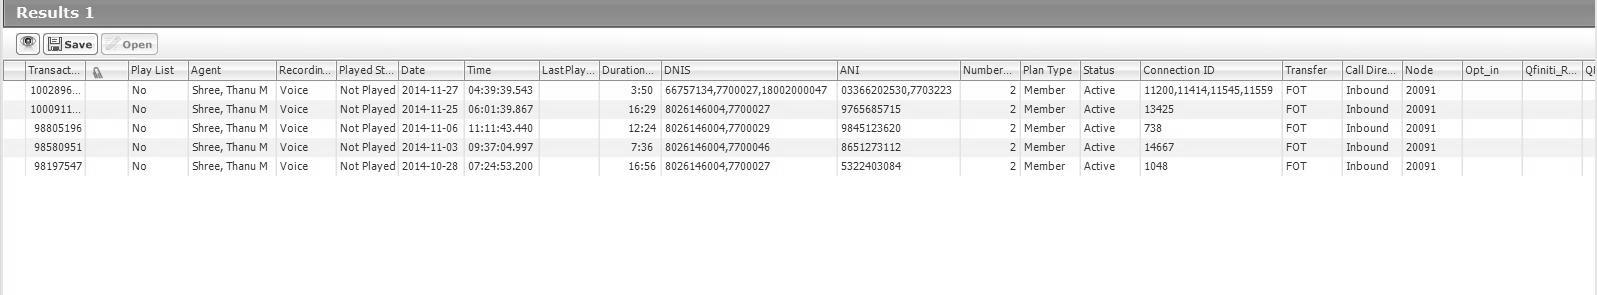 Results 1
Save Open
Transact... Play List Agent Recordin... Played St... Date Time LastPlay... Duration... DNIS ANI Number... Plan Type Status Connection ID Transfer Call Dire... Node Opt_in Qfiniti_R... Ql
1002896... No Shree, Thanu M Voice Not Played 2014-11-27 04:39:39.543 3:50 66757134,7700027,18002000047 03366202530,7703223 2 Member Active 11200,11414,11545,11559 FOT Inbound 20091
1000911... No Shree, Thanu M Voice Not Played 2014-11-25 06:01:39.867 16:29 8026146004,7700027 9765685715 2 Member Active 13425 FOT Inbound 20091
98805196 No Shree, Thanu M Voice Not Played 2014-11-06 11:11:43.440 12:24 8026146004,7700029 9845123620 2 Member Active 738 FOT Inbound 20091
98580951 No Shree, Thanu M Voice Not Played 2014-11-03 09:37:04.997 7:36 8026146004,7700046 8651273112 2 Member Active 14667 FOT Inbound 20091
98197547 No Shree, Thanu M Voice Not Played 2014-10-28 07:24:53.200 16:56 8026146004,7700027 5322403084 2 Member Active 1048 FOT Inbound 20091